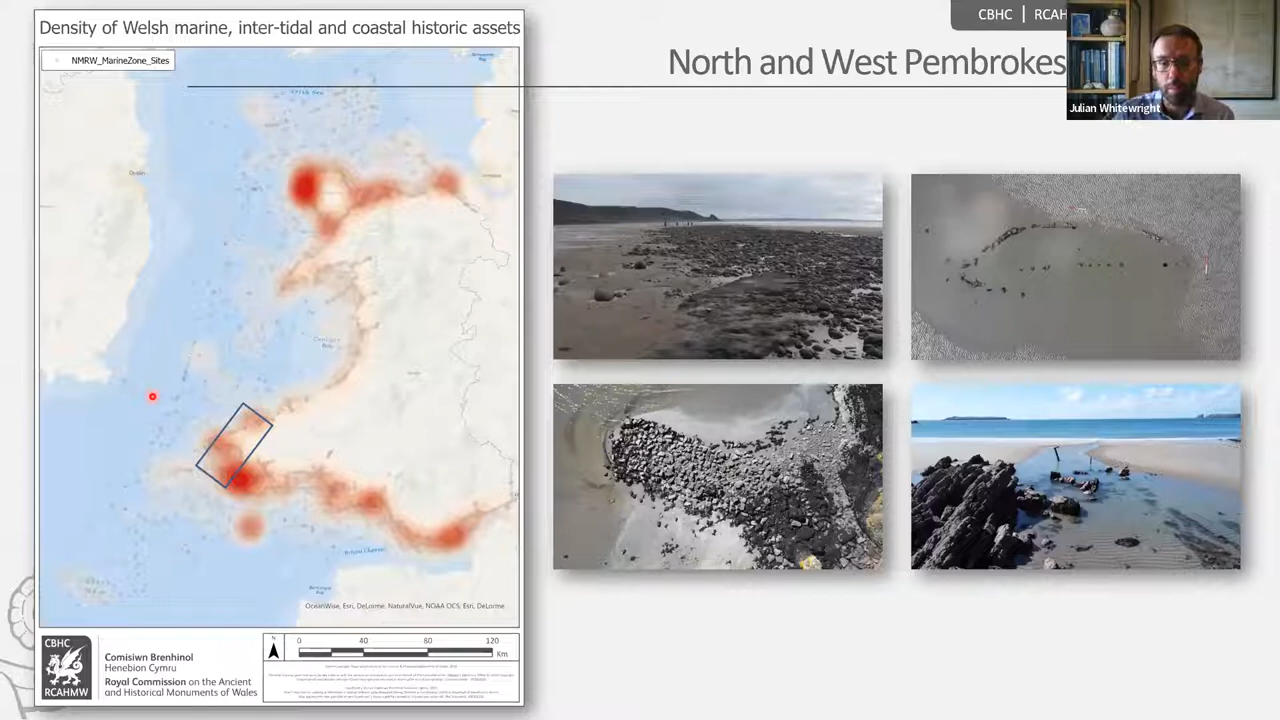 Density of Welsh marine, inter-tidal and coastal historic assets
NMRW_MarineZone_Sites
CBHC | RCAH
North and West Pembrokes
Julian Whitewright
OceanWise, Esri, DeLorme, NaturalVue, NOAA OCS, Esri, DeLorme
CBHC
RCAHMW
Comisiwn Brenhinol
Henebion Cymru
Royal Commission on the Ancient
and Historical Monuments of Wales
N
0 40 80 120
Km